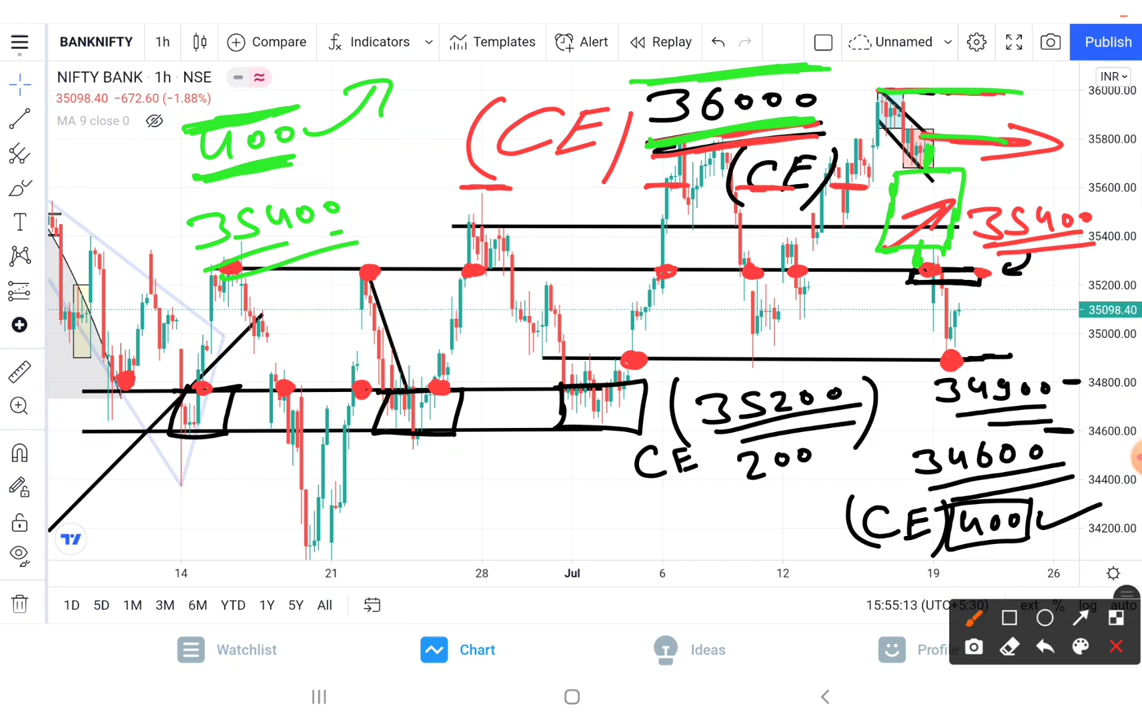 BANKNIFTY 1h Compare Indicators Templates Alert Replay Unnamed Publish
NIFTY BANK · 1h · NSE
35098.40 −672.60 (−1.88%)
MA 9 close 0
INR
400
35400
(CE)
36000
(CE)
35400
(35200)
CE 200
34900
34600
(CE) 400
36000.00
35800.00
35600.00
35400.00
35200.00
35098.40
35000.00
34800.00
34600.00
34400.00
34200.00
14 21 28 Jul 6 12 19 26
1D 5D 1M 3M 6M YTD 1Y 5Y All 15:55:13 (UTC+5:30) ext % log auto
Watchlist Chart Ideas Profile